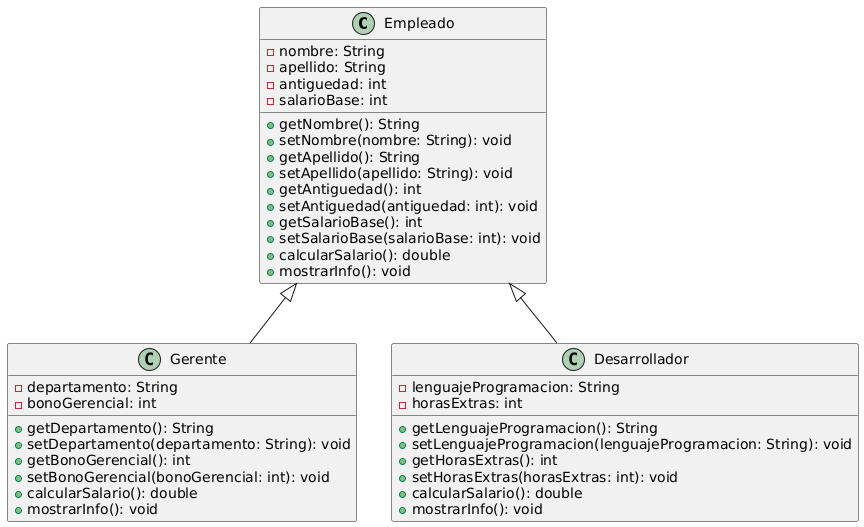 C Empleado
nombre: String
apellido: String
antiguedad: int
salarioBase: int
getNombre(): String
setNombre(nombre: String): void
getApellido(): String
setApellido(apellido: String): void
getAntiguedad(): int
setAntiguedad(antiguedad: int): void
getSalarioBase(): int
setSalarioBase(salarioBase: int): void
calcularSalario(): double
mostrarInfo(): void
C Gerente
departamento: String
bonoGerencial: int
getDepartamento(): String
setDepartamento(departamento: String): void
getBonoGerencial(): int
setBonoGerencial(bonoGerencial: int): void
calcularSalario(): double
mostrarInfo(): void
C Desarrollador
lenguajeProgramacion: String
horasExtras: int
getLenguajeProgramacion(): String
setLenguajeProgramacion(lenguajeProgramacion: String): void
getHorasExtras(): int
setHorasExtras(horasExtras: int): void
calcularSalario(): double
mostrarInfo(): void